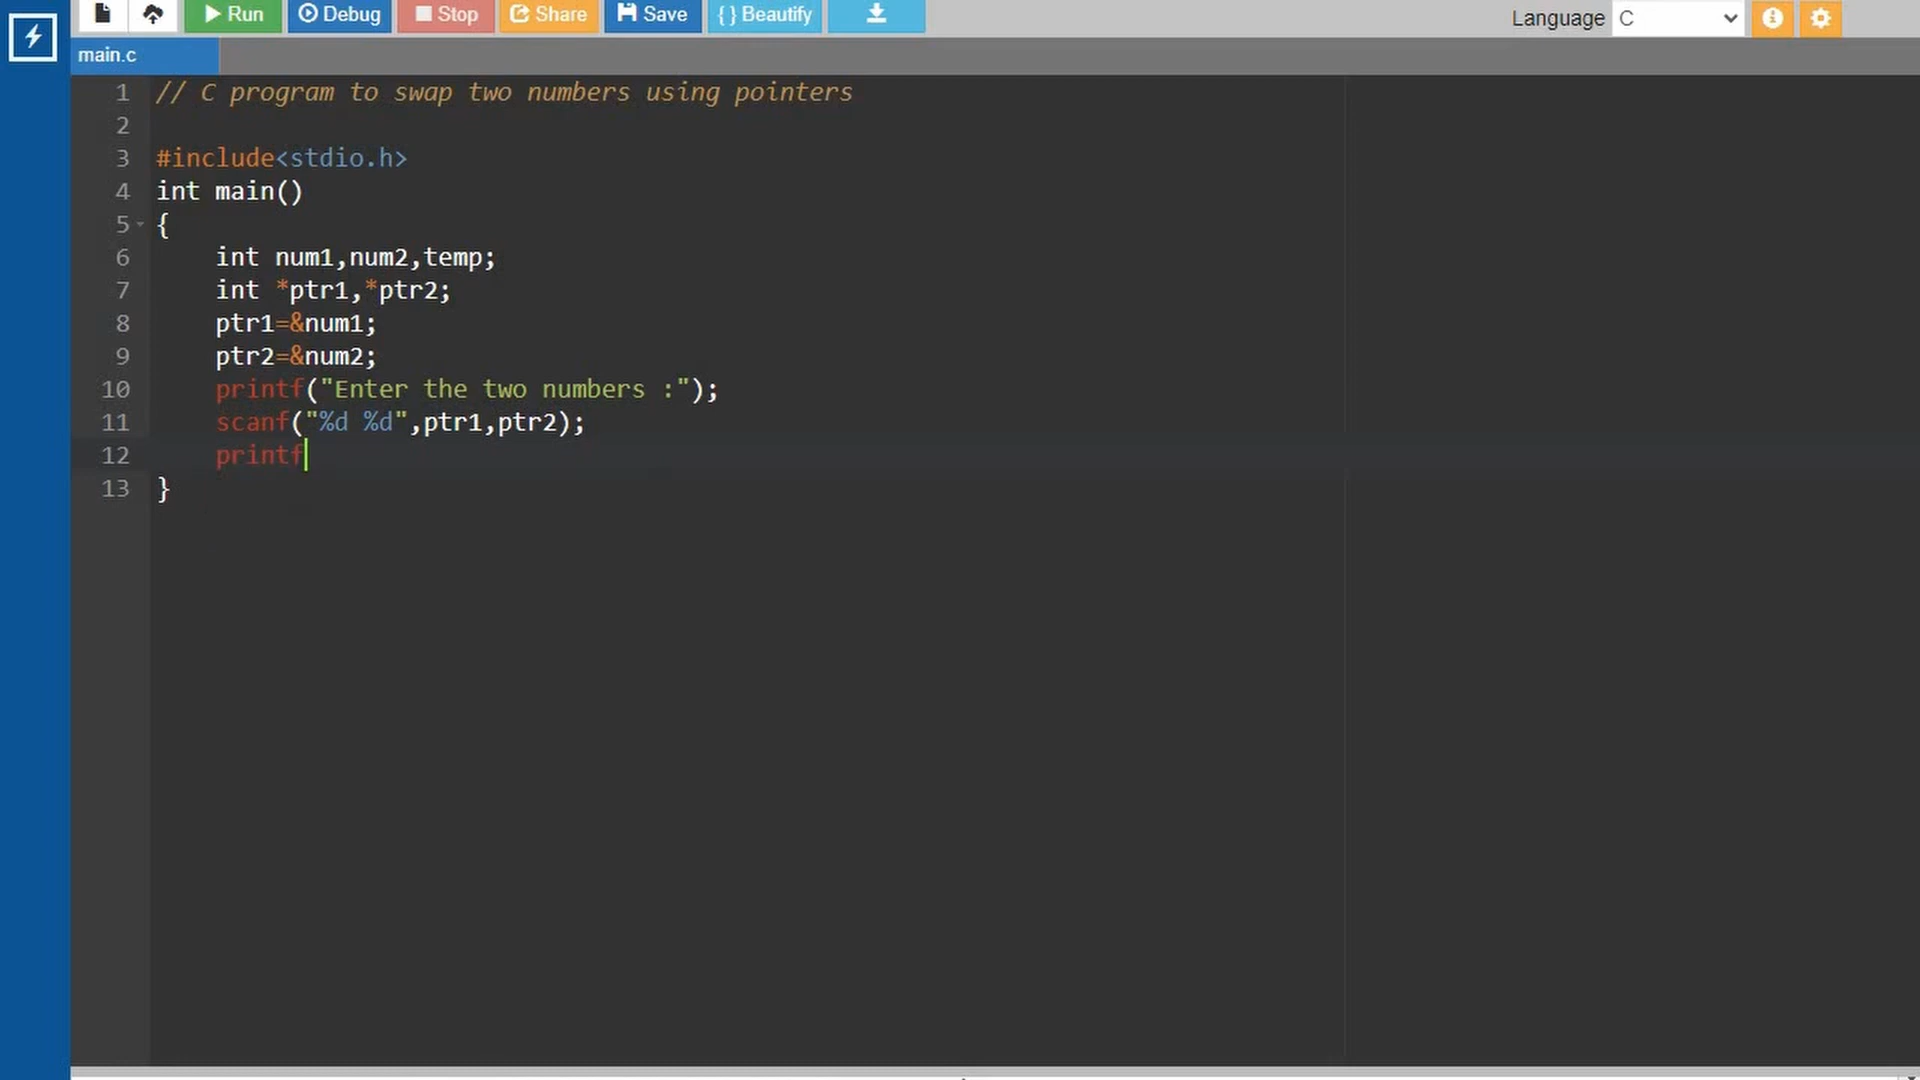 Run Debug Stop Share Save { } Beautify Language C
main.c
1 // C program to swap two numbers using pointers
2
3 #include<stdio.h>
4 int main()
5 {
6 int num1,num2,temp;
7 int *ptr1,*ptr2;
8 ptr1=&num1;
9 ptr2=&num2;
10 printf("Enter the two numbers :");
11 scanf("%d %d",ptr1,ptr2);
12 printf
13 }